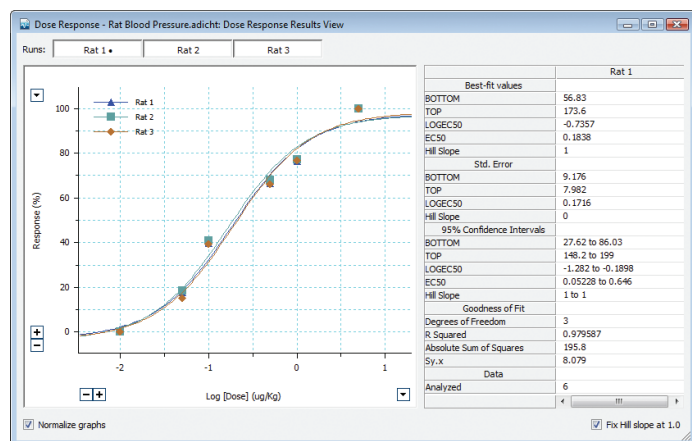 Dose Response - Rat Blood Pressure.adicht: Dose Response Results View
Runs: Rat 1 • Rat 2 Rat 3
Rat 1
Rat 2
Rat 3
100
80
60
40
20
0
Response (%)
-2 -1 0 1
Log [Dose] (ug/Kg)
Rat 1
Best-fit values
BOTTOM 56.83
TOP 173.6
LOGEC50 -0.7357
EC50 0.1838
Hill Slope 1
Std. Error
BOTTOM 9.176
TOP 7.982
LOGEC50 0.1716
Hill Slope 0
95% Confidence Intervals
BOTTOM 27.62 to 86.03
TOP 148.2 to 199
LOGEC50 -1.282 to -0.1898
EC50 0.05228 to 0.646
Hill Slope 1 to 1
Goodness of Fit
Degrees of Freedom 3
R Squared 0.979587
Absolute Sum of Squares 195.8
Sy.x 8.079
Data
Analyzed 6
Normalize graphs
Fix Hill slope at 1.0